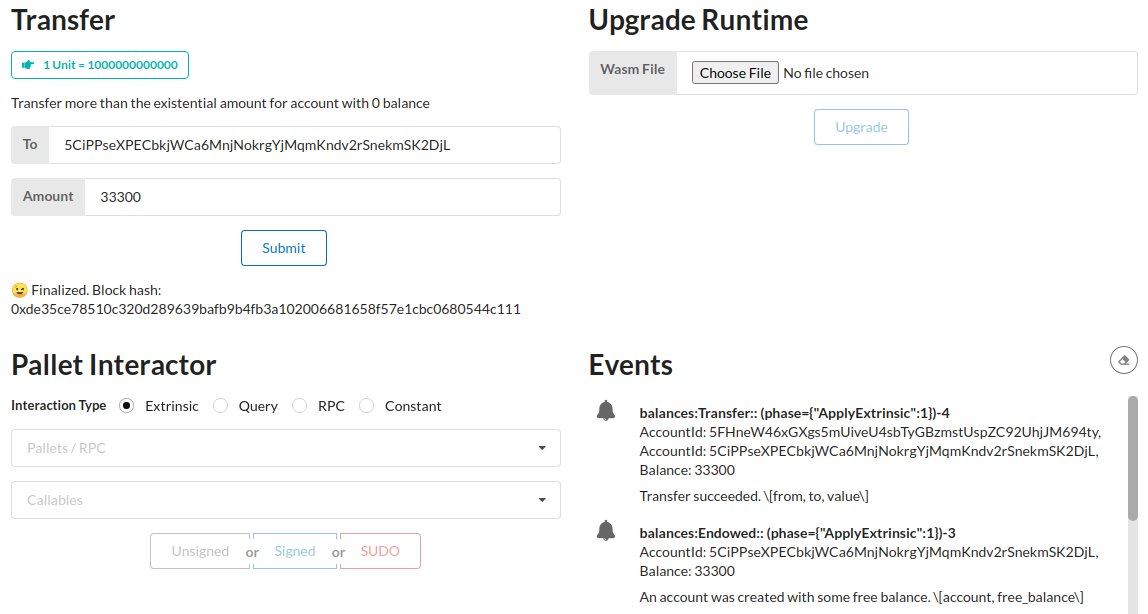 Transfer
1 Unit = 1000000000000
Transfer more than the existential amount for account with 0 balance
To 5CiPPseXPECbkjWCa6MnjNokrgYjMqmKndv2rSnekmSK2DjL
Amount 33300
Submit
😉 Finalized. Block hash:
0xde35ce78510c320d289639bafb9b4fb3a102006681658f57e1cbc0680544c111
Upgrade Runtime
Wasm File Choose File No file chosen
Upgrade
Pallet Interactor
Interaction Type Extrinsic Query RPC Constant
Pallets / RPC
Callables
Unsigned or Signed or SUDO
Events
balances:Transfer:: (phase={"ApplyExtrinsic":1})-4
AccountId: 5FHneW46xGXgs5mUiveU4sbTyGBzmstUspZC92UhjJM694ty,
AccountId: 5CiPPseXPECbkjWCa6MnjNokrgYjMqmKndv2rSnekmSK2DjL,
Balance: 33300
Transfer succeeded. \[from, to, value\]
balances:Endowed:: (phase={"ApplyExtrinsic":1})-3
AccountId: 5CiPPseXPECbkjWCa6MnjNokrgYjMqmKndv2rSnekmSK2DjL,
Balance: 33300
An account was created with some free balance. \[account, free_balance\]